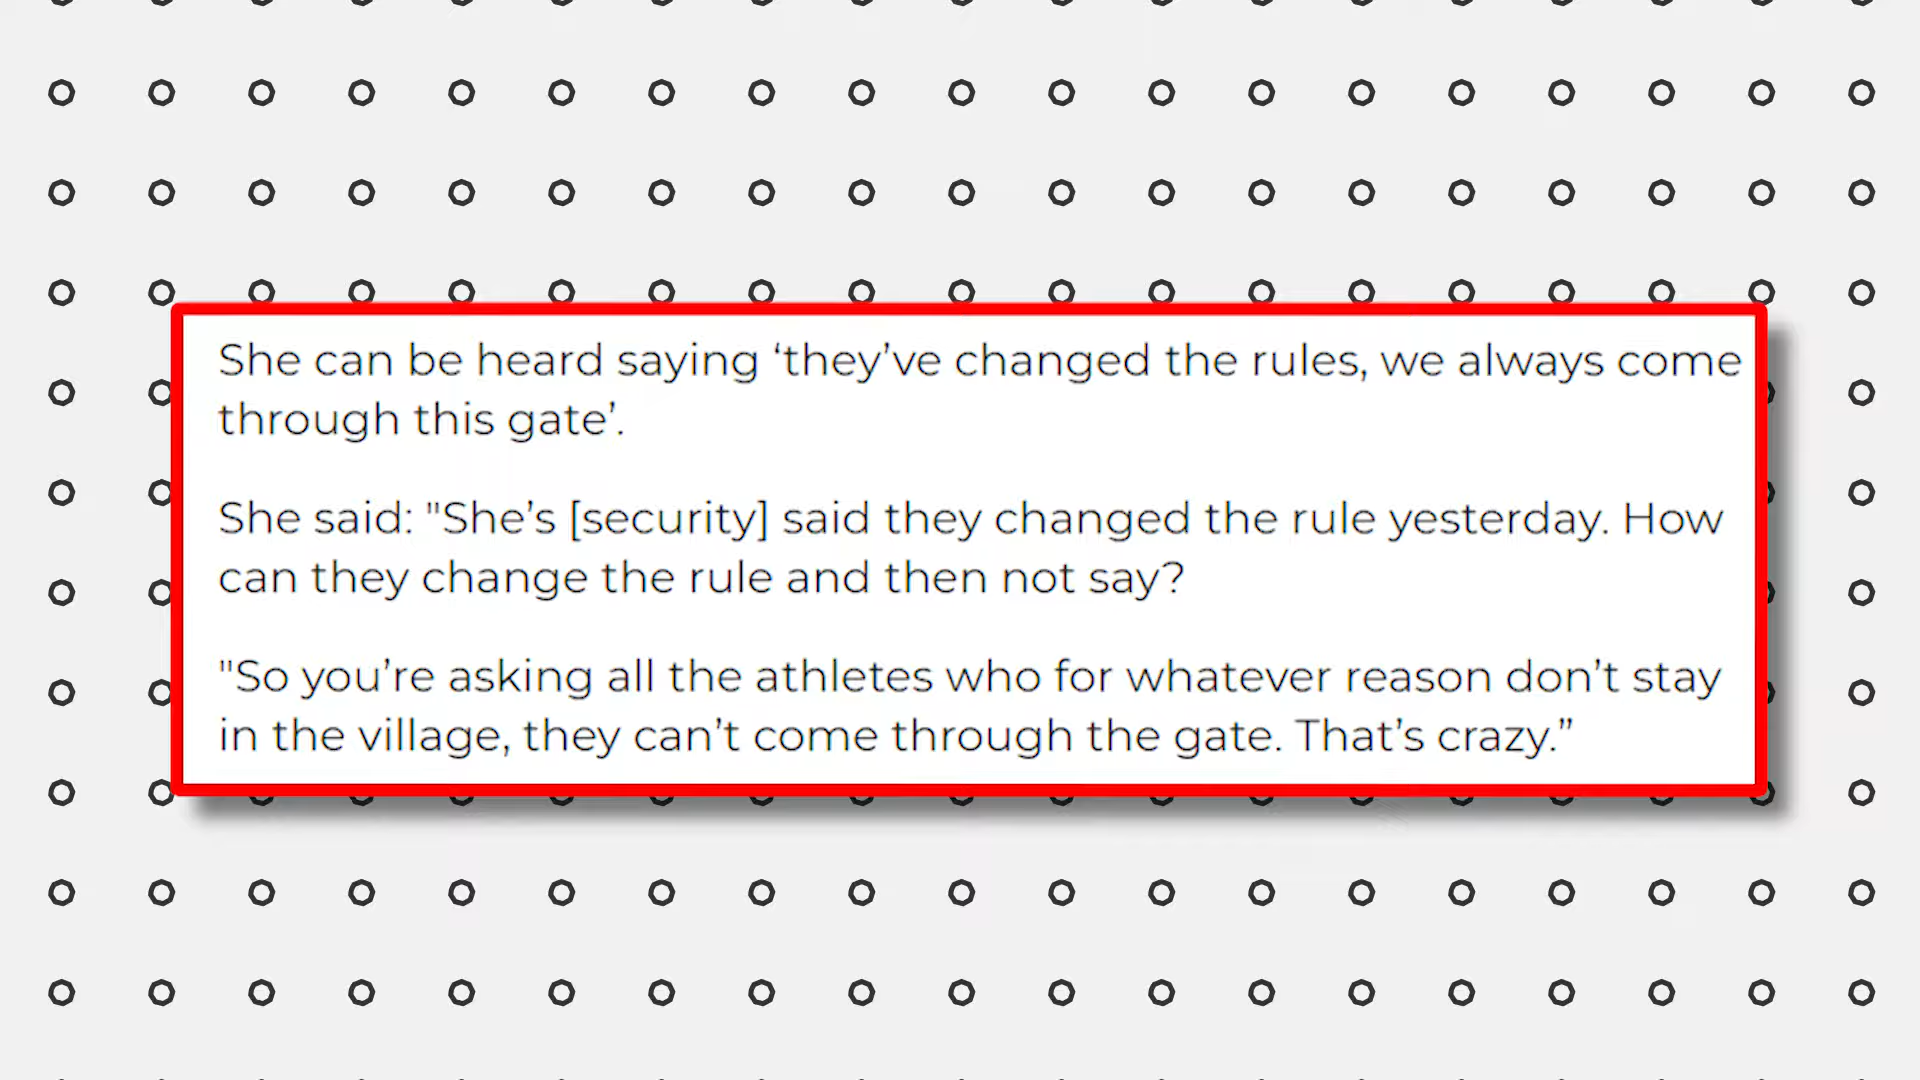 She can be heard saying ‘they’ve changed the rules, we always come
through this gate’.
She said: "She’s [security] said they changed the rule yesterday. How
can they change the rule and then not say?
"So you’re asking all the athletes who for whatever reason don’t stay
in the village, they can’t come through the gate. That’s crazy.”